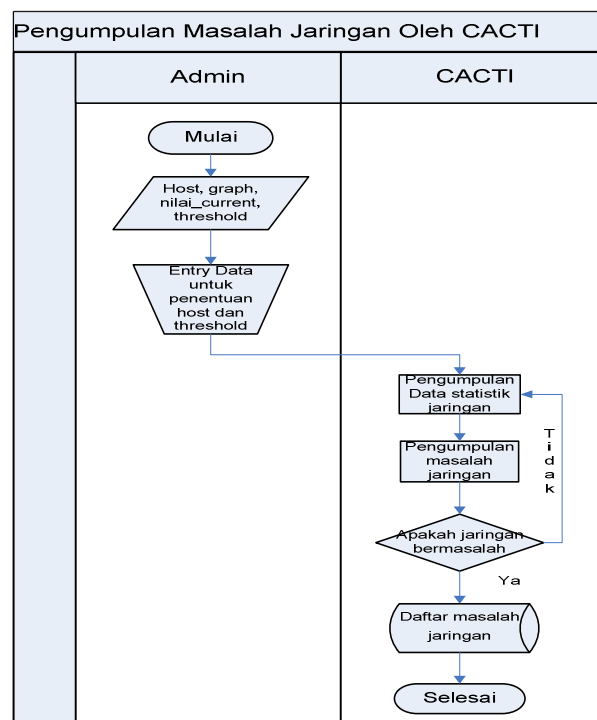 Pengumpulan Masalah Jaringan Oleh CACTI
Admin
CACTI
Mulai
Host, graph,
nilai_current,
threshold
Entry Data
untuk
penentuan
host dan
threshold
Pengumpulan
Data statistik
jaringan
Pengumpulan
masalah
jaringan
Tidak
Apakah jaringan
bermasalah
Ya
Daftar masalah
jaringan
Selesai